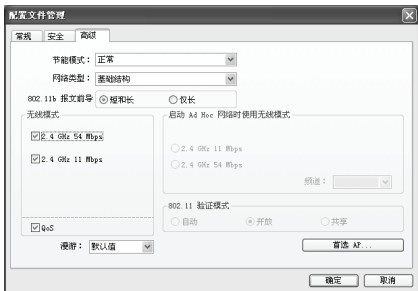 配置文件管理
常规 安全 高级
节能模式： 正常
网络类型： 基础结构
802.11b 报文前导 短和长 仅长
无线模式
2.4 GHz 54 Mbps
2.4 GHz 11 Mbps
QoS
漫游： 默认值
启动 Ad Hoc 网络时使用无线模式
2.4 GHz 11 Mbps
2.4 GHz 54 Mbps
频道：
802.11 验证模式
自动 开放 共享
首选 AP...
确定 取消